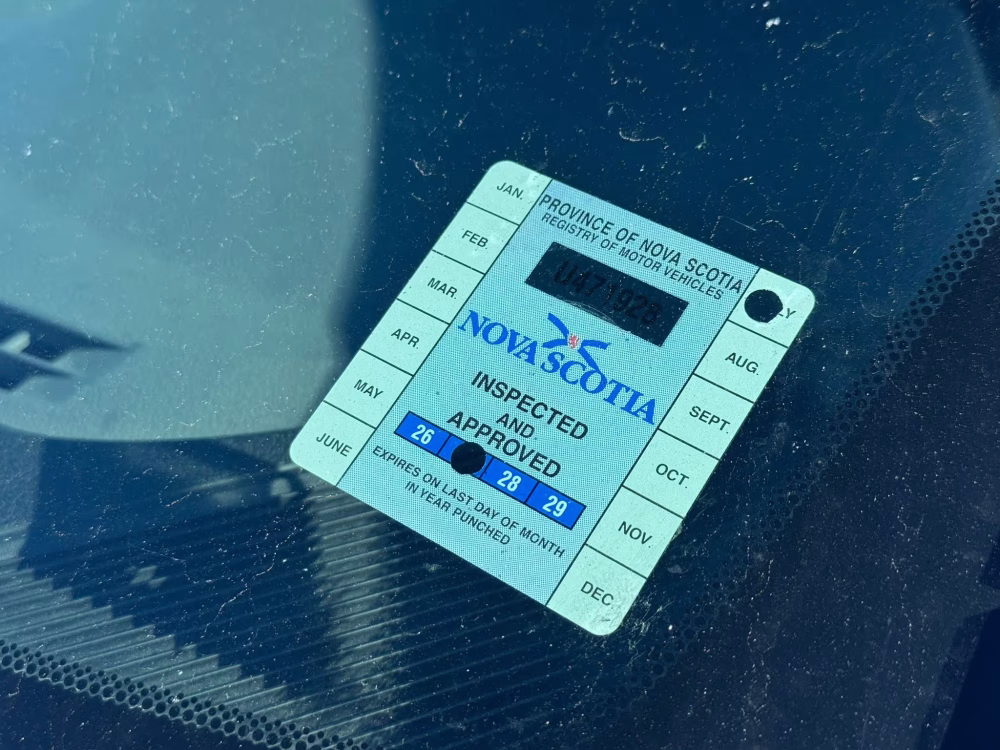 JAN.
FEB.
MAR.
APR.
MAY
JUNE
PROVINCE OF NOVA SCOTIA
REGISTRY OF MOTOR VEHICLES
U471928
NOVA SCOTIA
INSPECTED
AND
APPROVED
26 28 29
EXPIRES ON LAST DAY OF MONTH
IN YEAR PUNCHED
AUG.
SEPT.
OCT.
NOV.
DEC.